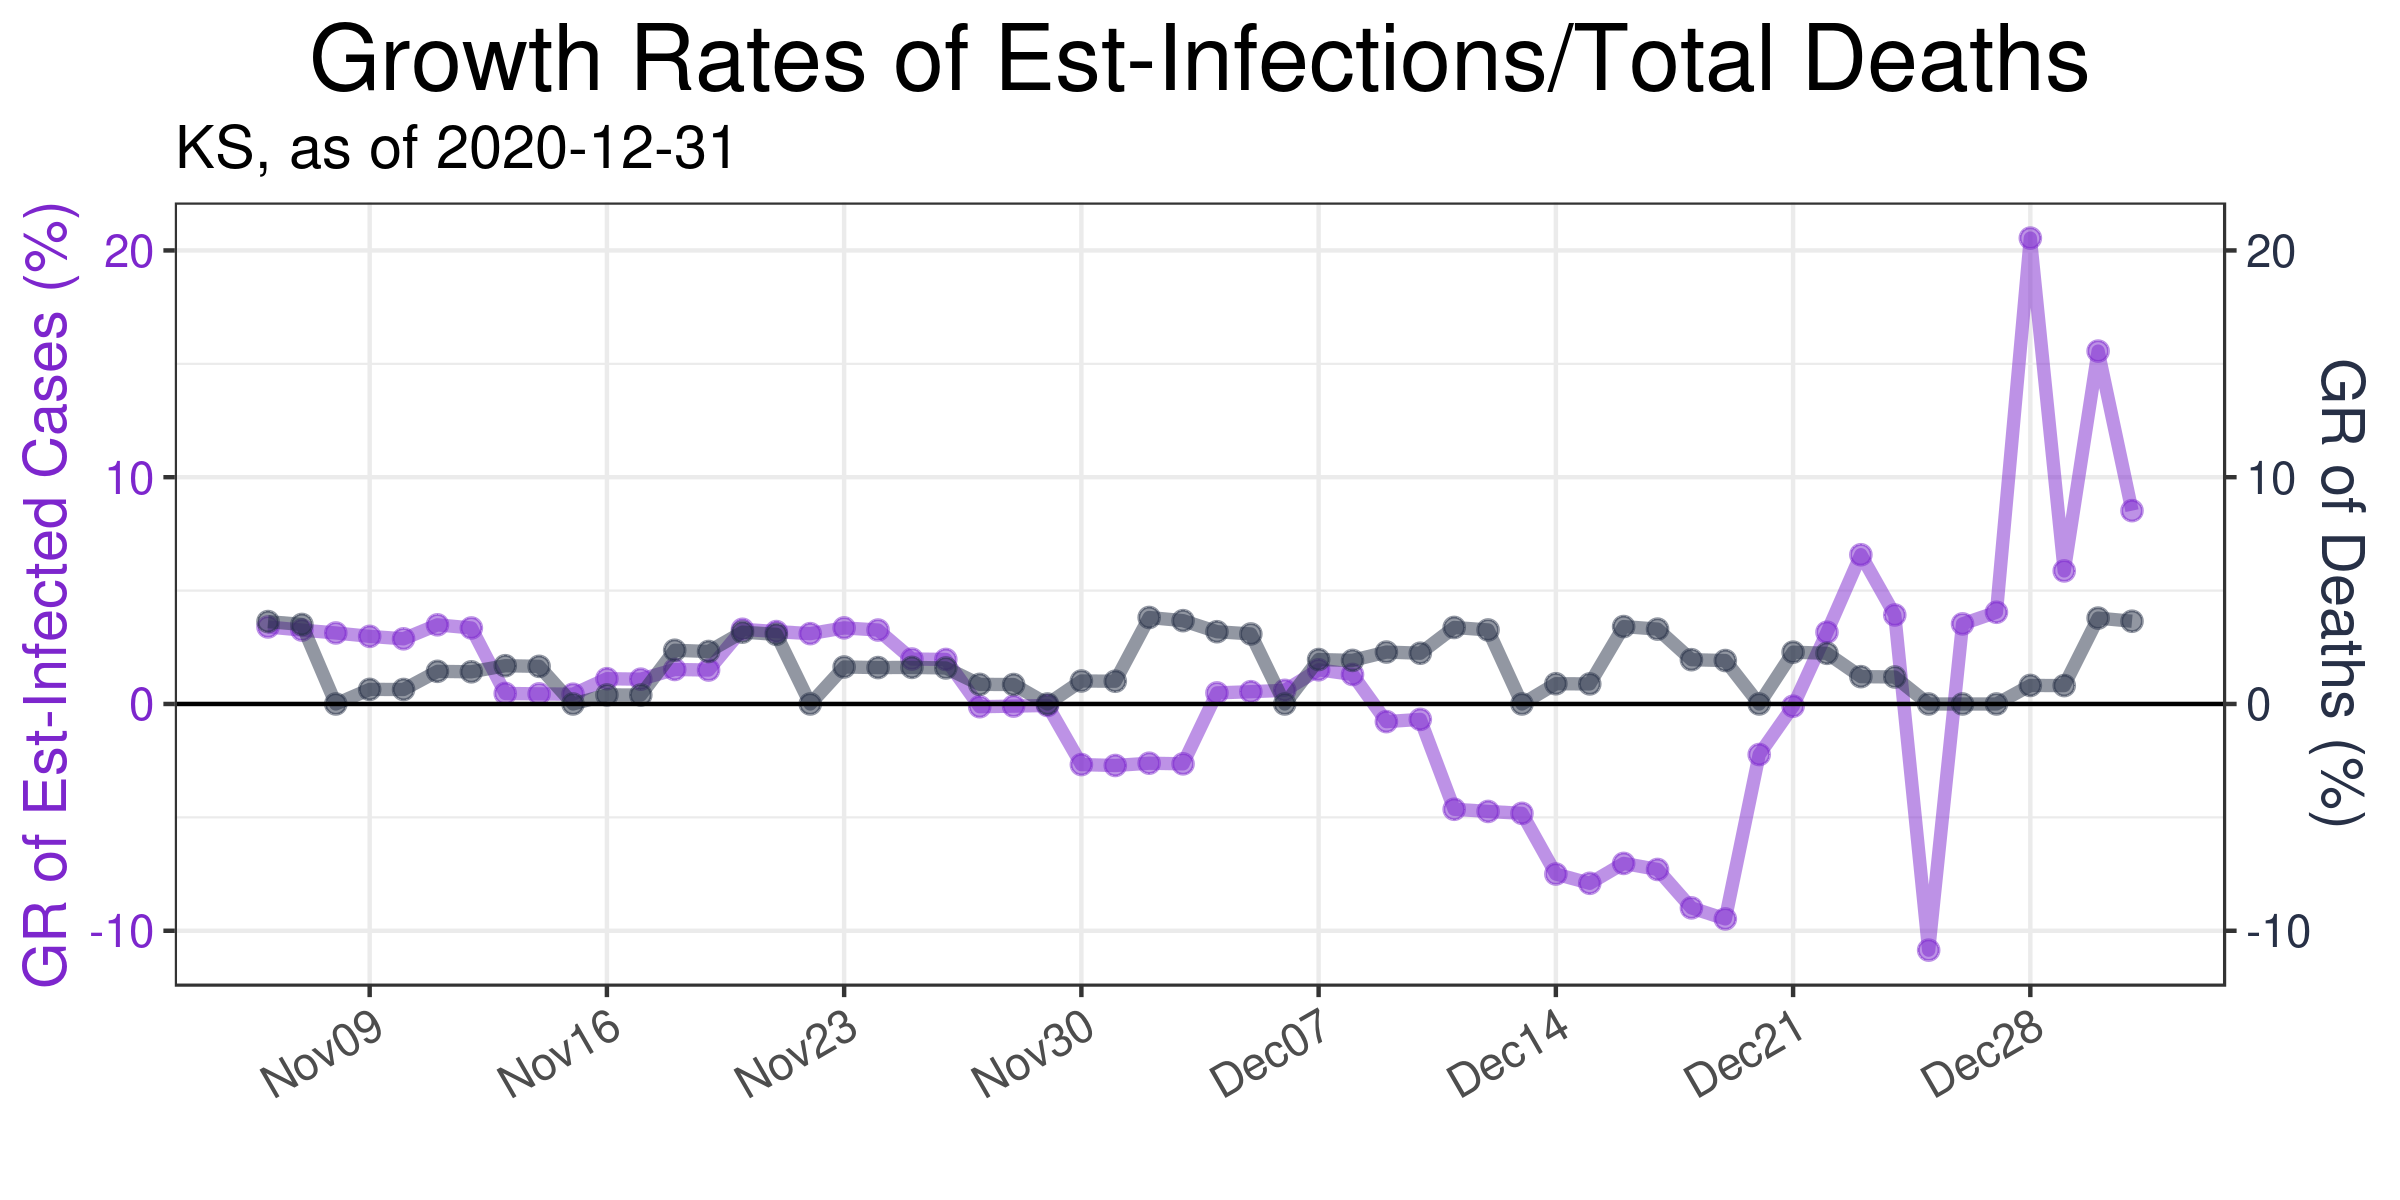 Growth Rates of Est-Infections/Total Deaths
KS, as of 2020-12-31
GR of Est-Infected Cases (%)
20
10
0
-10
20
10
0
-10
GR of Deaths (%)
Nov09
Nov16
Nov23
Nov30
Dec07
Dec14
Dec21
Dec28